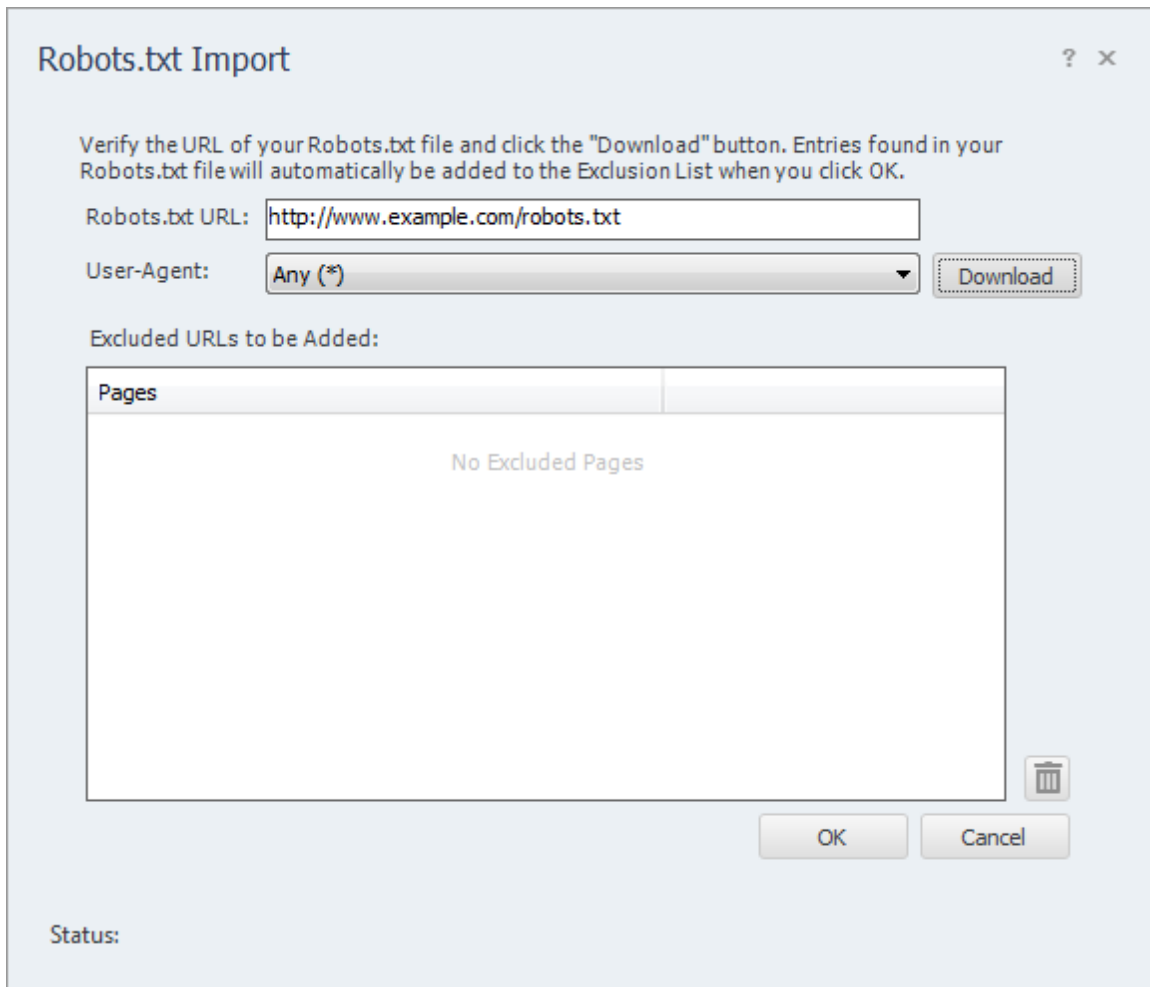 Robots.txt Import
? ×
Verify the URL of your Robots.txt file and click the "Download" button. Entries found in your
Robots.txt file will automatically be added to the Exclusion List when you click OK.
Robots.txt URL: http://www.example.com/robots.txt
User-Agent: Any (*) Download
Excluded URLs to be Added:
Pages
No Excluded Pages
OK Cancel
Status: